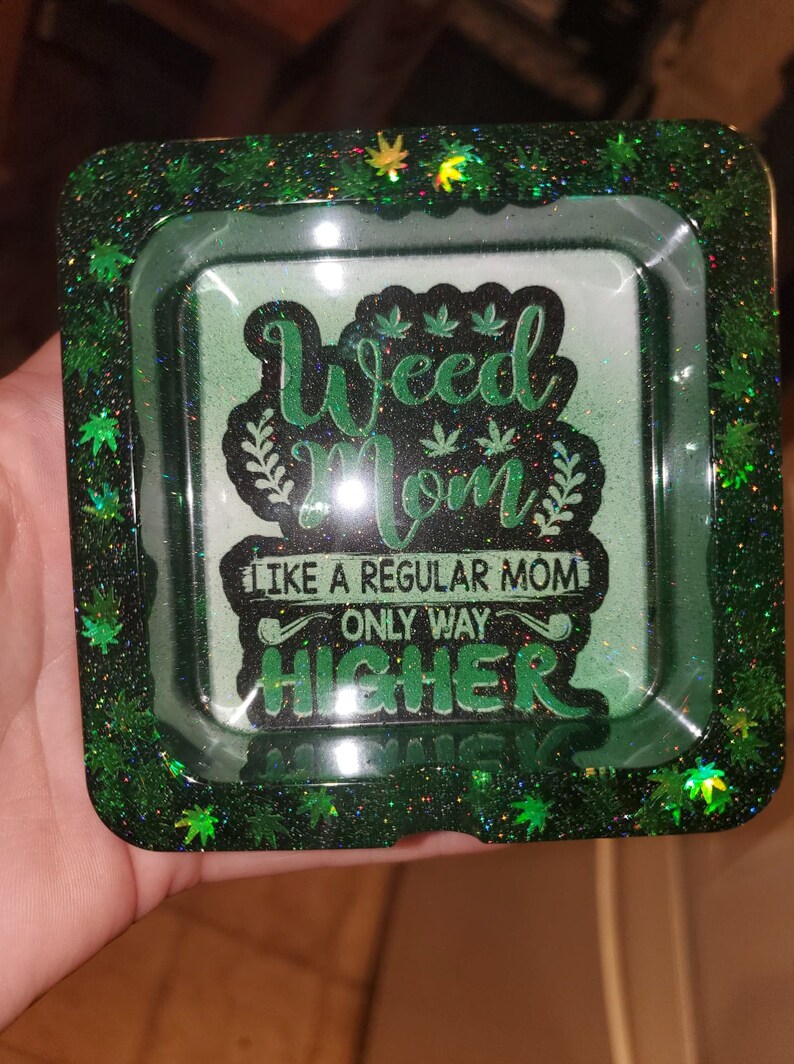 Weed
Mom
LIKE A REGULAR MOM
ONLY WAY
HIGHER